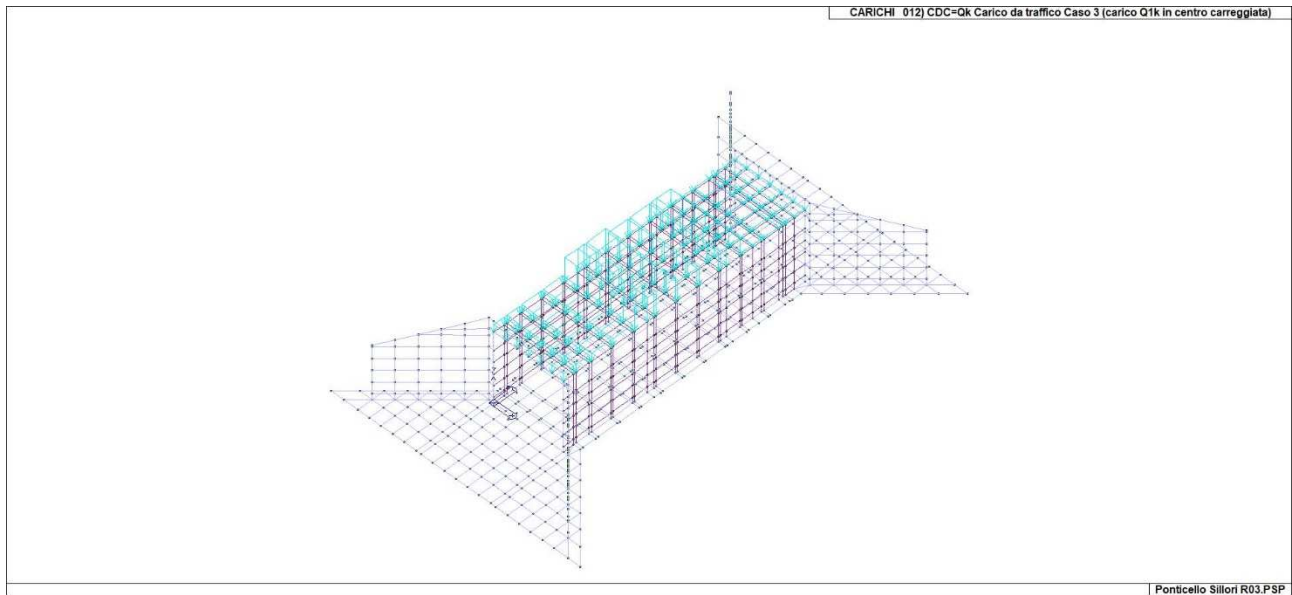 CARICHI 012) CDC=Qk Carico da traffico Caso 3 (carico Q1k in centro carreggiata)
Ponticello Sillori R03.PSP